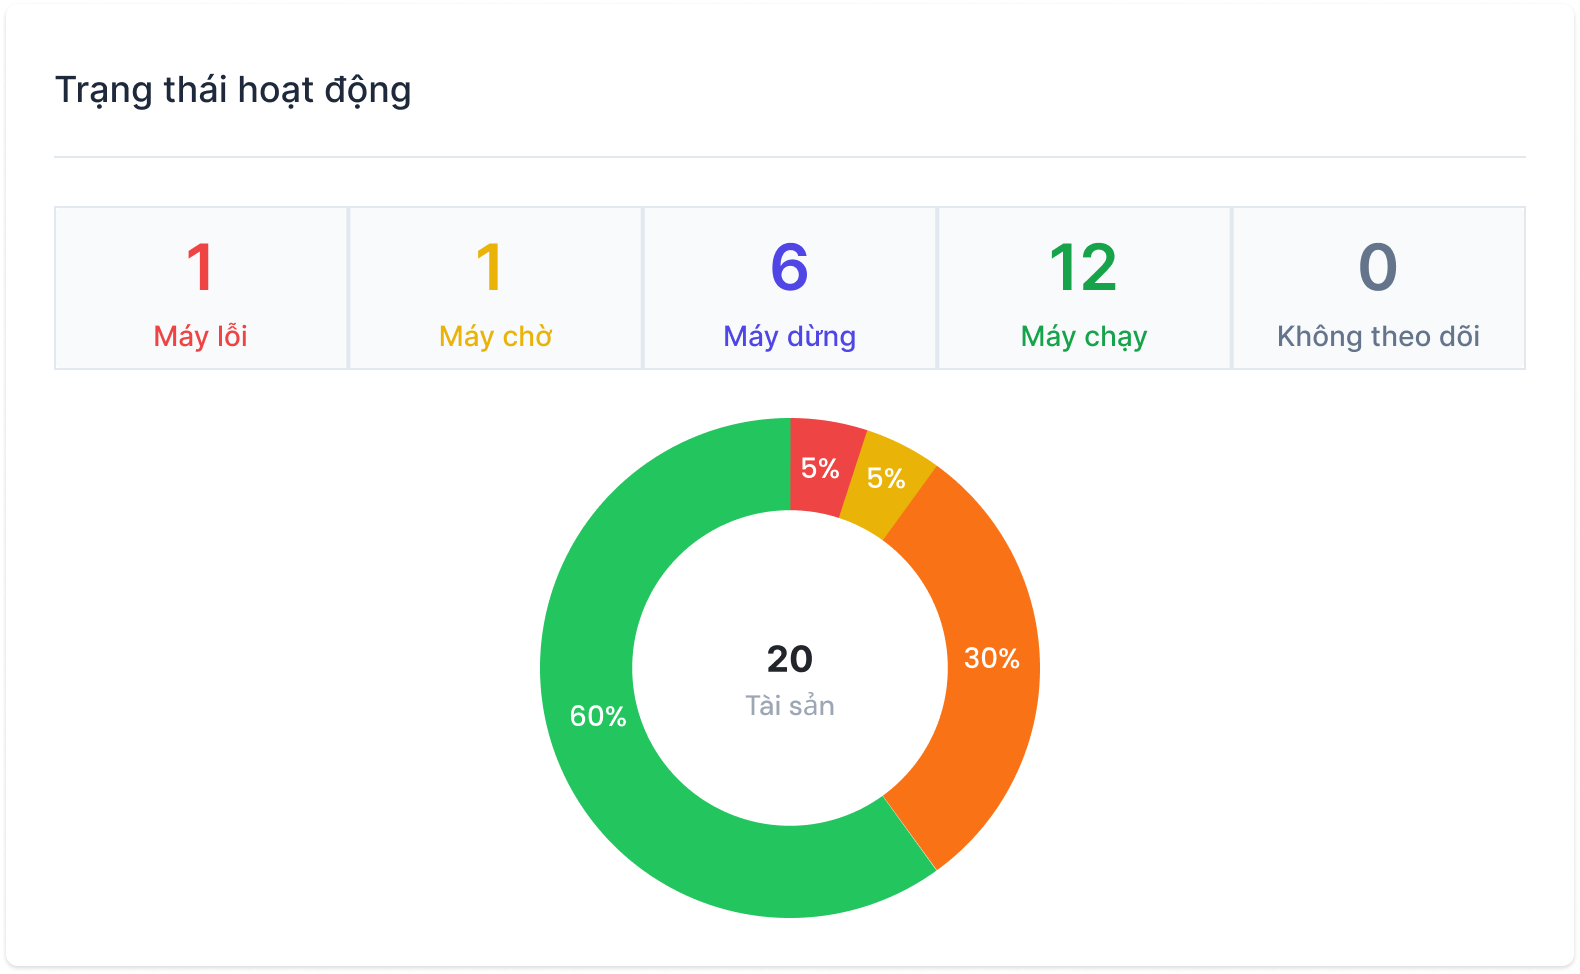 Trạng thái hoạt động
1
Máy lỗi
1
Máy chờ
6
Máy dừng
12
Máy chạy
0
Không theo dõi
5%
5%
30%
60%
20
Tài sản